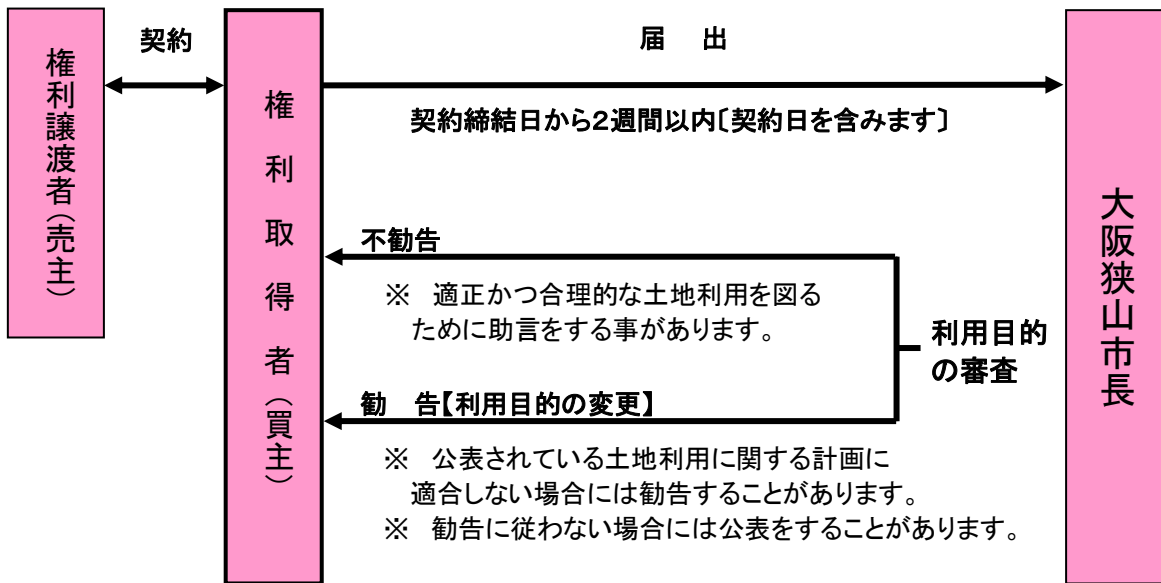 権利譲渡者（売主）
契約
権利取得者（買主）
届　出
契約締結日から２週間以内〔契約日を含みます〕
大阪狭山市長
不勧告
※　適正かつ合理的な土地利用を図る
ために助言をする事があります。
利用目的
の審査
勧　告【利用目的の変更】
※　公表されている土地利用に関する計画に
適合しない場合には勧告することがあります。
※　勧告に従わない場合には公表をすることがあります。